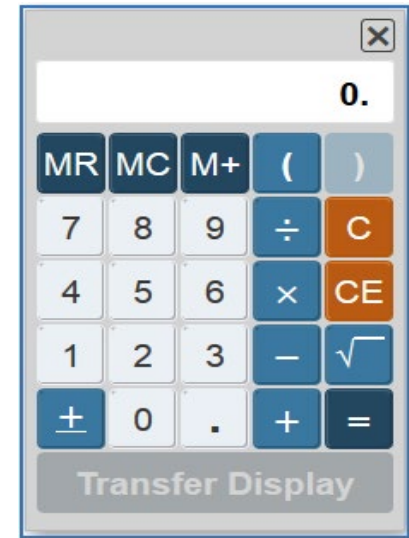 0.
MR MC M+ ( )
7 8 9 ÷ C
4 5 6 × CE
1 2 3 − √
± 0 . + =
Transfer Display